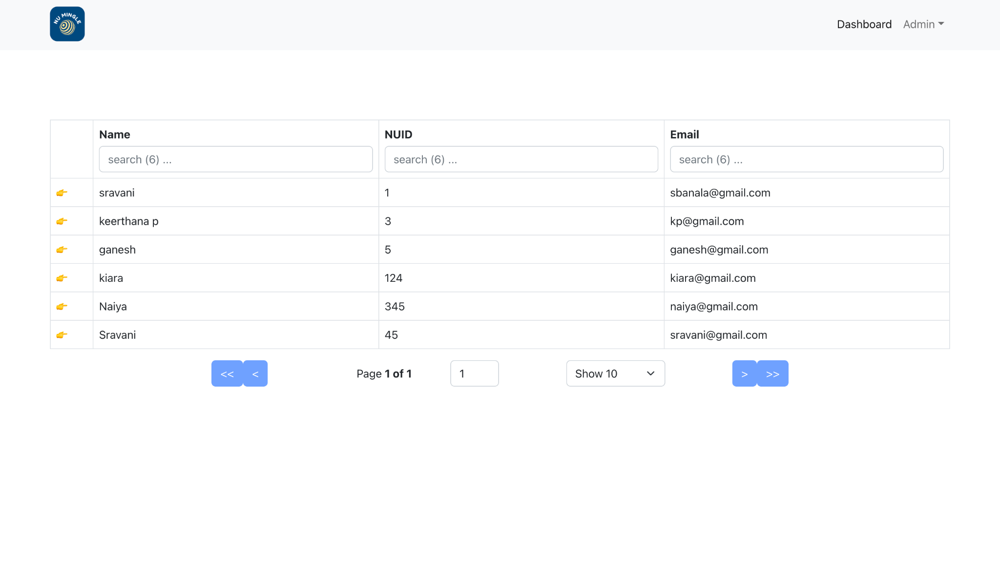 NU MINGLE
Dashboard Admin
Name NUID Email
search (6) ... search (6) ... search (6) ...
sravani 1 sbanala@gmail.com
keerthana p 3 kp@gmail.com
ganesh 5 ganesh@gmail.com
kiara 124 kiara@gmail.com
Naiya 345 naiya@gmail.com
Sravani 45 sravani@gmail.com
<< < Page 1 of 1 1 Show 10 > >>